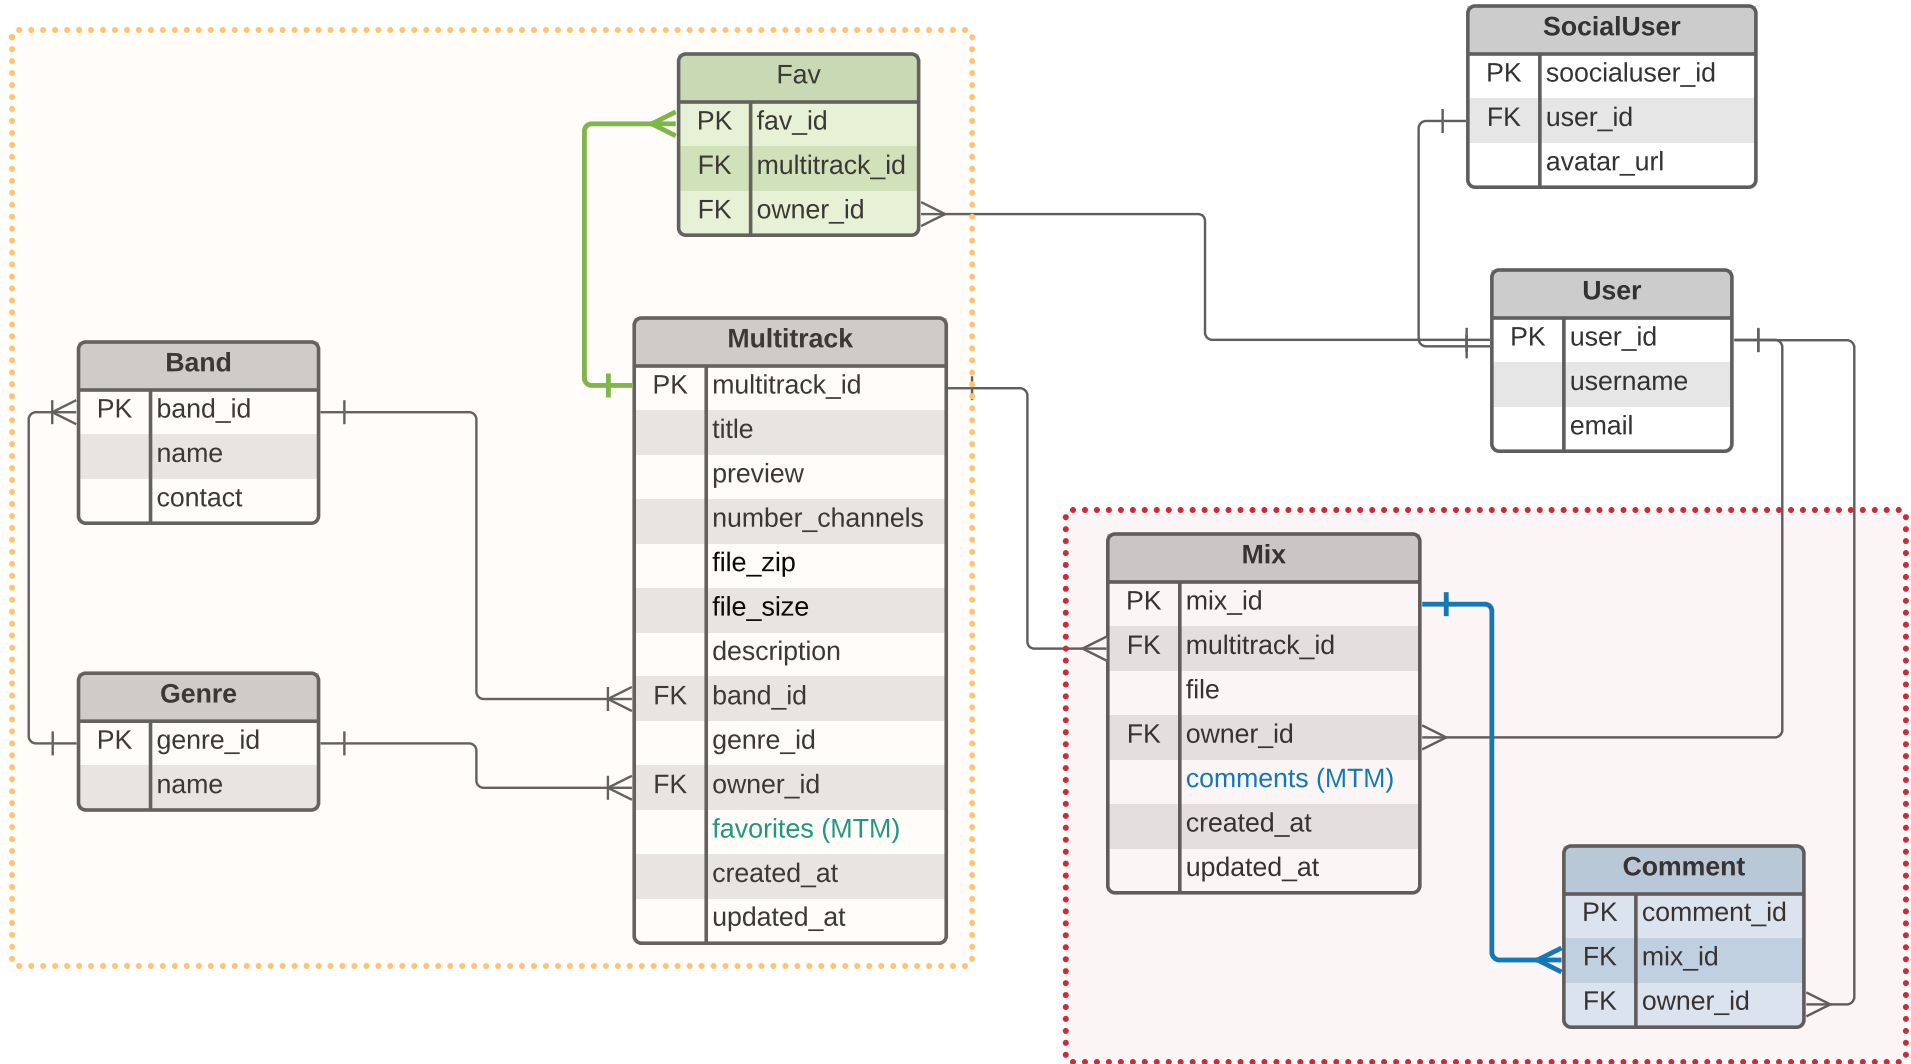 SocialUser
PK soocialuser_id
FK user_id
avatar_url
Fav
PK fav_id
FK multitrack_id
FK owner_id
User
PK user_id
username
email
Multitrack
PK multitrack_id
title
preview
number_channels
file_zip
file_size
description
FK band_id
genre_id
FK owner_id
favorites (MTM)
created_at
updated_at
Band
PK band_id
name
contact
Genre
PK genre_id
name
Mix
PK mix_id
FK multitrack_id
file
FK owner_id
comments (MTM)
created_at
updated_at
Comment
PK comment_id
FK mix_id
FK owner_id